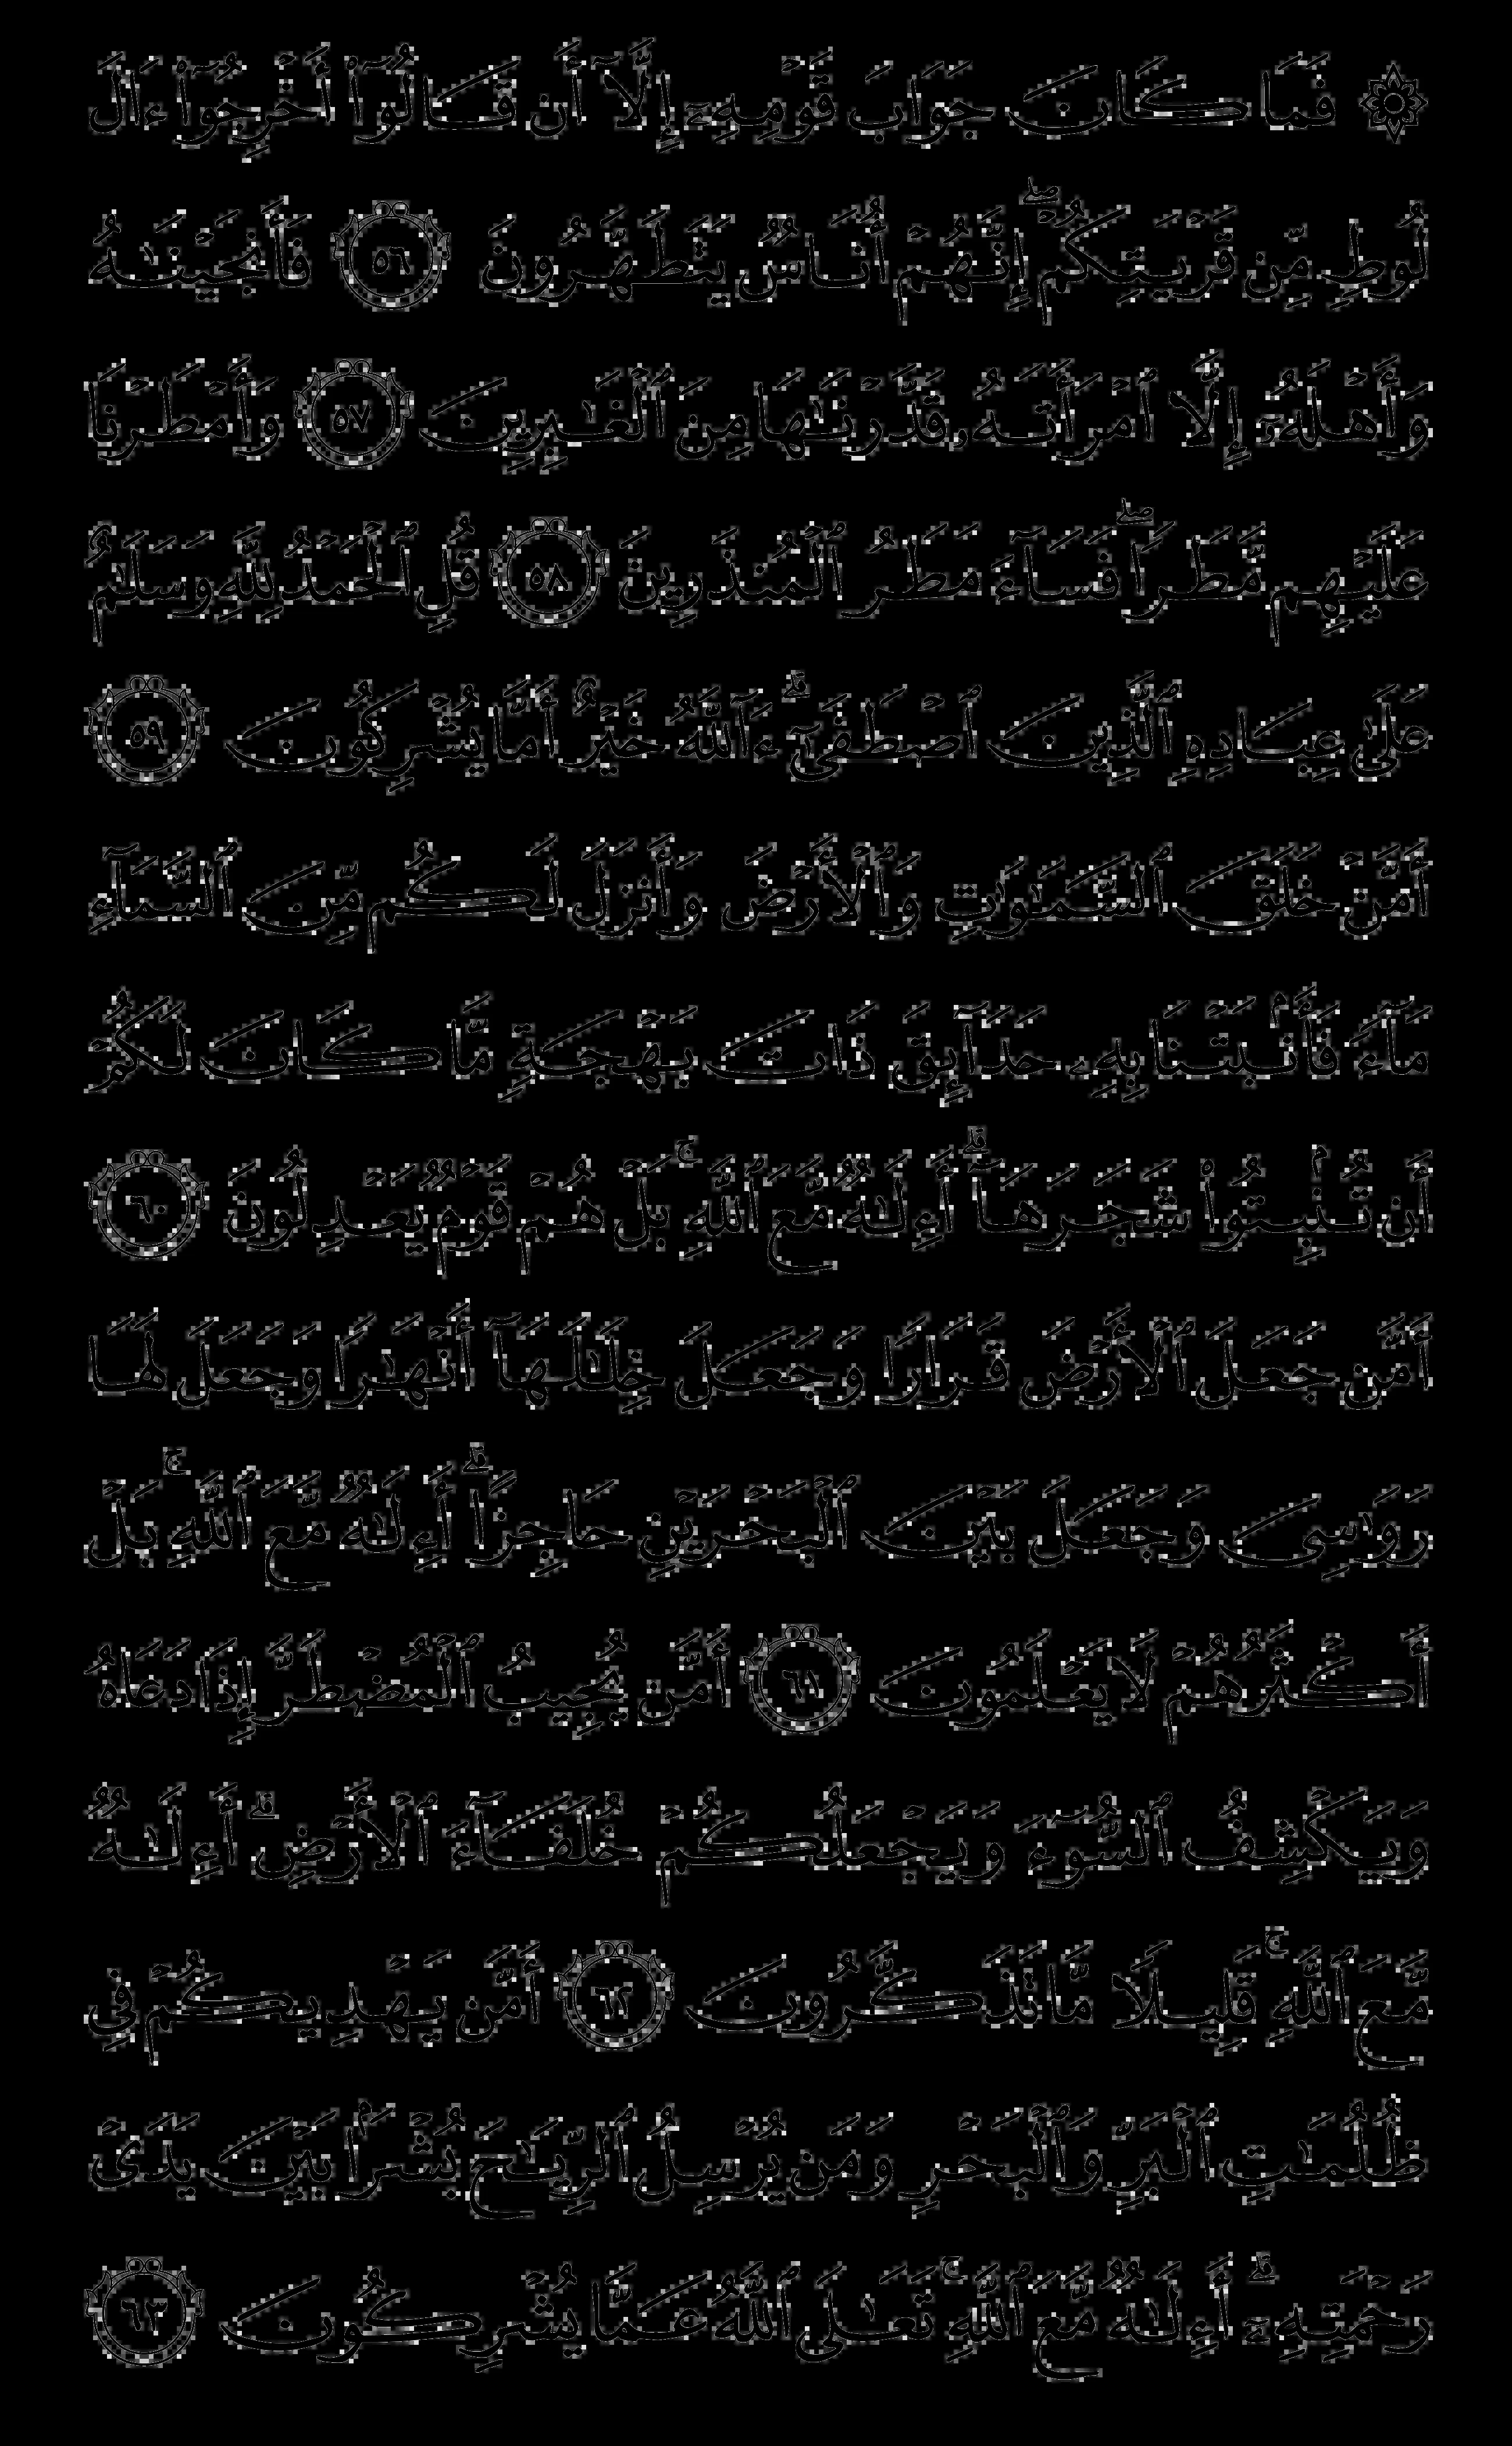 ۞ فَمَا كَانَ جَوَابَ قَوْمِهِۦٓ إِلَّآ أَن قَالُوٓا۟ أَخْرِجُوٓا۟ ءَالَ
لُوطٍ مِّن قَرْيَتِكُمْ ۖ إِنَّهُمْ أُنَاسٌ يَتَطَهَّرُونَ ٥٦ فَأَنجَيْنَـٰهُ
وَأَهْلَهُۥٓ إِلَّا ٱمْرَأَتَهُۥ قَدَّرْنَـٰهَا مِنَ ٱلْغَـٰبِرِينَ ٥٧ وَأَمْطَرْنَا
عَلَيْهِم مَّطَرًا ۖ فَسَآءَ مَطَرُ ٱلْمُنذَرِينَ ٥٨ قُلِ ٱلْحَمْدُ لِلَّهِ وَسَلَـٰمٌ
عَلَىٰ عِبَادِهِ ٱلَّذِينَ ٱصْطَفَىٰٓ ۗ ءَآللَّهُ خَيْرٌ أَمَّا يُشْرِكُونَ ٥٩
أَمَّنْ خَلَقَ ٱلسَّمَـٰوَٰتِ وَٱلْأَرْضَ وَأَنزَلَ لَكُم مِّنَ ٱلسَّمَآءِ
مَآءً فَأَنۢبَتْنَا بِهِۦ حَدَآئِقَ ذَاتَ بَهْجَةٍ مَّا كَانَ لَكُمْ
أَن تُنۢبِتُوا۟ شَجَرَهَآ ۗ أَءِلَـٰهٌ مَّعَ ٱللَّهِ ۚ بَلْ هُمْ قَوْمٌ يَعْدِلُونَ ٦٠
أَمَّن جَعَلَ ٱلْأَرْضَ قَرَارًا وَجَعَلَ خِلَـٰلَهَآ أَنْهَـٰرًا وَجَعَلَ لَهَا
رَوَٰسِىَ وَجَعَلَ بَيْنَ ٱلْبَحْرَيْنِ حَاجِزًا ۗ أَءِلَـٰهٌ مَّعَ ٱللَّهِ ۚ بَلْ
أَكْثَرُهُمْ لَا يَعْلَمُونَ ٦١ أَمَّن يُجِيبُ ٱلْمُضْطَرَّ إِذَا دَعَاهُ
وَيَكْشِفُ ٱلسُّوٓءَ وَيَجْعَلُكُمْ خُلَفَآءَ ٱلْأَرْضِ ۗ أَءِلَـٰهٌ
مَّعَ ٱللَّهِ ۚ قَلِيلًا مَّا تَذَكَّرُونَ ٦٢ أَمَّن يَهْدِيكُمْ فِى
ظُلُمَـٰتِ ٱلْبَرِّ وَٱلْبَحْرِ وَمَن يُرْسِلُ ٱلرِّيَـٰحَ بُشْرًۢا بَيْنَ يَدَىْ
رَحْمَتِهِۦٓ ۗ أَءِلَـٰهٌ مَّعَ ٱللَّهِ ۚ تَعَـٰلَى ٱللَّهُ عَمَّا يُشْرِكُونَ ٦٣